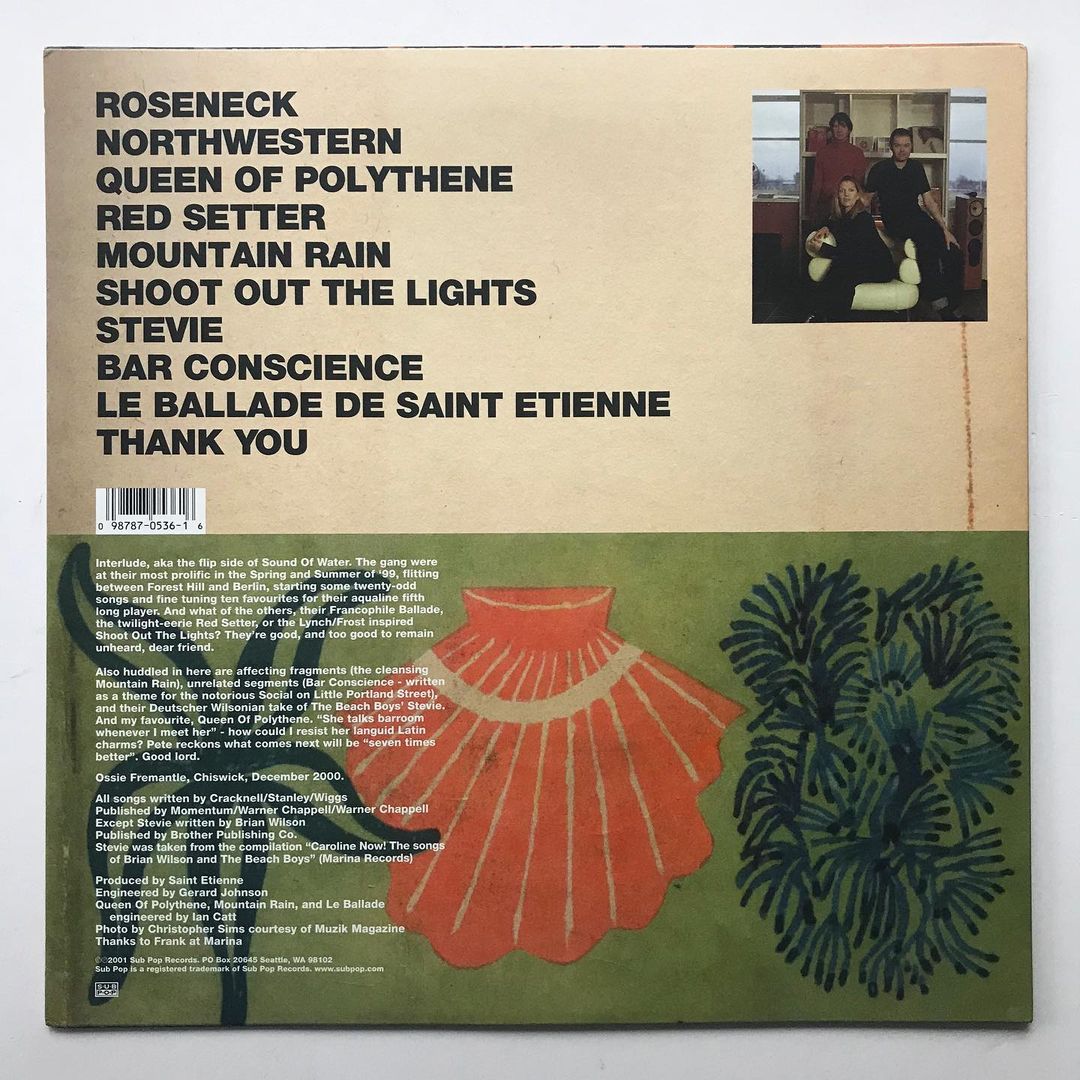 ROSENECK
NORTHWESTERN
QUEEN OF POLYTHENE
RED SETTER
MOUNTAIN RAIN
SHOOT OUT THE LIGHTS
STEVIE
BAR CONSCIENCE
LE BALLADE DE SAINT ETIENNE
THANK YOU
0 98787-0536-1 6
Interlude, aka the flip side of Sound Of Water. The gang were
at their most prolific in the Spring and Summer of '99, flitting
between Forest Hill and Berlin, starting some twenty-odd
songs and fine tuning ten favourites for their aqualine fifth
long player. And what of the others, their Francophile Ballade,
the twilight-eerie Red Setter, or the Lynch/Frost inspired
Shoot Out The Lights? They're good, and too good to remain
unheard, dear friend.
Also huddled in here are affecting fragments (the cleansing
Mountain Rain), unrelated segments (Bar Conscience - written
as a theme for the notorious Social on Little Portland Street),
and their Deutscher Wilsonian take of The Beach Boys' Stevie.
And my favourite, Queen Of Polythene. "She talks barroom
whenever I meet her" - how could I resist her languid Latin
charms? Pete reckons what comes next will be "seven times
better". Good lord.
Ossie Fremantle, Chiswick, December 2000.
All songs written by Cracknell/Stanley/Wiggs
Published by Momentum/Warner Chappell/Warner Chappell
Except Stevie written by Brian Wilson
Published by Brother Publishing Co.
Stevie was taken from the compilation "Caroline Now! The songs
of Brian Wilson and The Beach Boys" (Marina Records)
Produced by Saint Etienne
Engineered by Gerard Johnson
Queen Of Polythene, Mountain Rain, and Le Ballade
engineered by Ian Catt
Photo by Christopher Sims courtesy of Muzik Magazine
Thanks to Frank at Marina
℗©2001 Sub Pop Records. PO Box 20645 Seattle, WA 98102
Sub Pop is a registered trademark of Sub Pop Records. www.subpop.com
SUB
POP